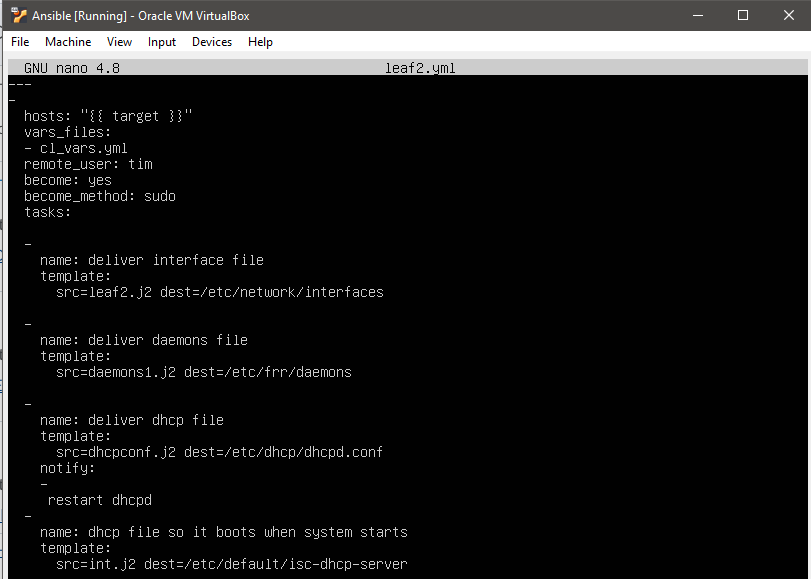 Ansible [Running] - Oracle VM VirtualBox
File Machine View Input Devices Help
GNU nano 4.8 leaf2.yml
---
-
hosts: "{{ target }}"
vars_files:
- cl_vars.yml
remote_user: tim
become: yes
become_method: sudo
tasks:
-
name: deliver interface file
template:
src=leaf2.j2 dest=/etc/network/interfaces
-
name: deliver daemons file
template:
src=daemons1.j2 dest=/etc/frr/daemons
-
name: deliver dhcp file
template:
src=dhcpconf.j2 dest=/etc/dhcp/dhcpd.conf
notify:
-
restart dhcpd
-
name: dhcp file so it boots when system starts
template:
src=int.j2 dest=/etc/default/isc-dhcp-server